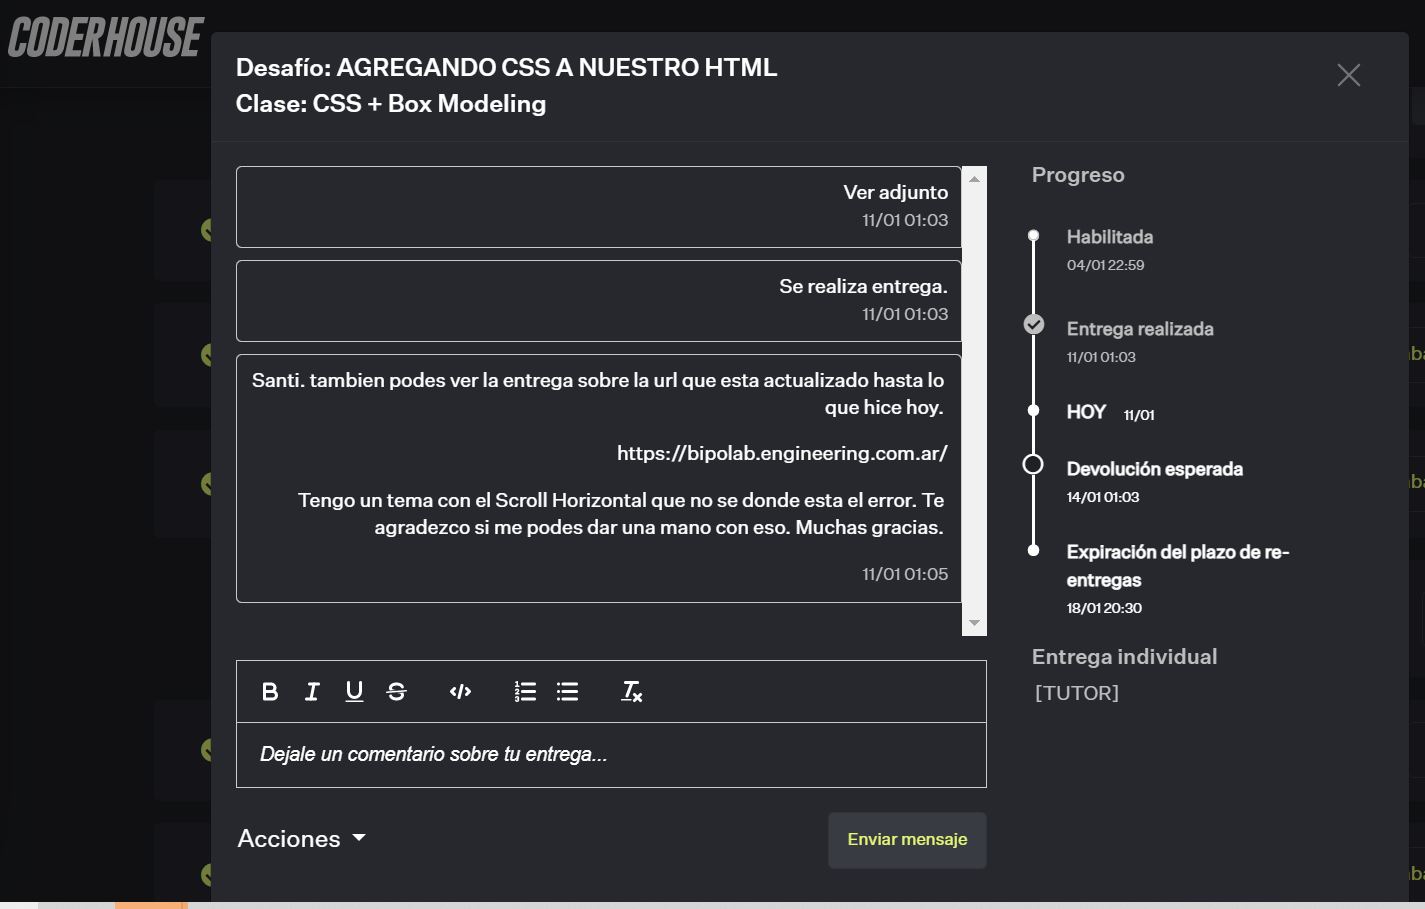 CODERHOUSE
Desafío: AGREGANDO CSS A NUESTRO HTML
Clase: CSS + Box Modeling
Ver adjunto
11/01 01:03
Se realiza entrega.
11/01 01:03
Santi. tambien podes ver la entrega sobre la url que esta actualizado hasta lo
que hice hoy.
https://bipolab.engineering.com.ar/
Tengo un tema con el Scroll Horizontal que no se donde esta el error. Te
agradezco si me podes dar una mano con eso. Muchas gracias.
11/01 01:05
Dejale un comentario sobre tu entrega...
Acciones
Enviar mensaje
Progreso
Habilitada
04/01 22:59
Entrega realizada
11/01 01:03
HOY 11/01
Devolución esperada
14/01 01:03
Expiración del plazo de re-
entregas
18/01 20:30
Entrega individual
[TUTOR]